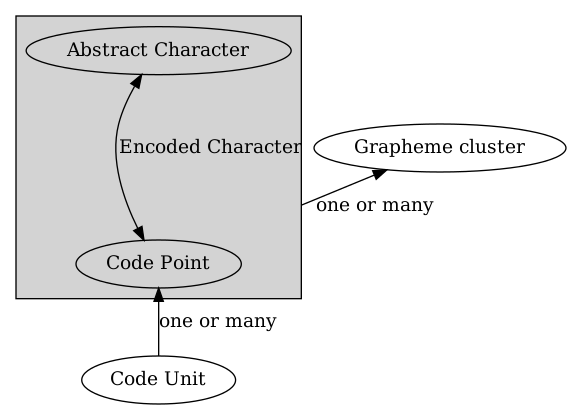 Abstract Character
Encoded Character
Grapheme cluster
one or many
Code Point
one or many
Code Unit